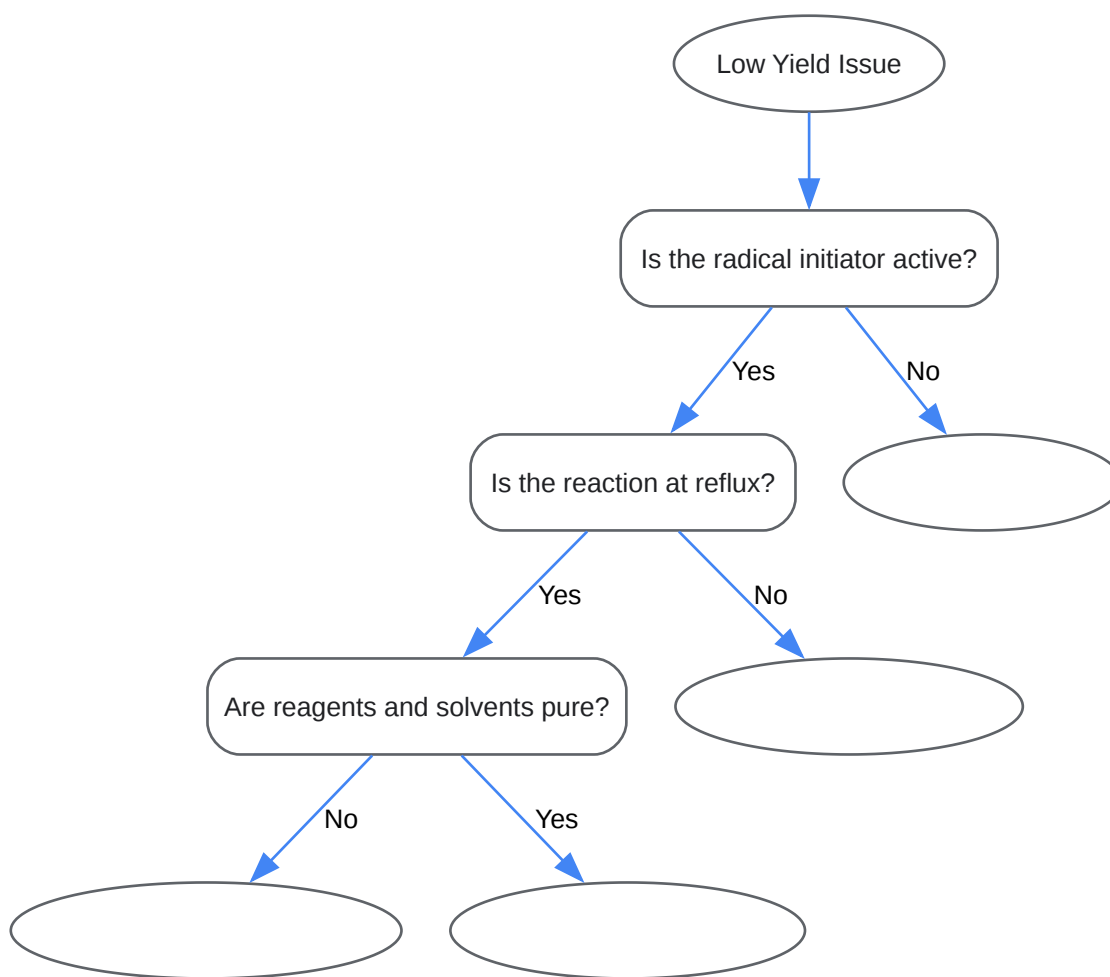 Low Yield Issue
Is the radical initiator active?
Yes
No
Is the reaction at reflux?
Yes
No
Are reagents and solvents pure?
No
Yes